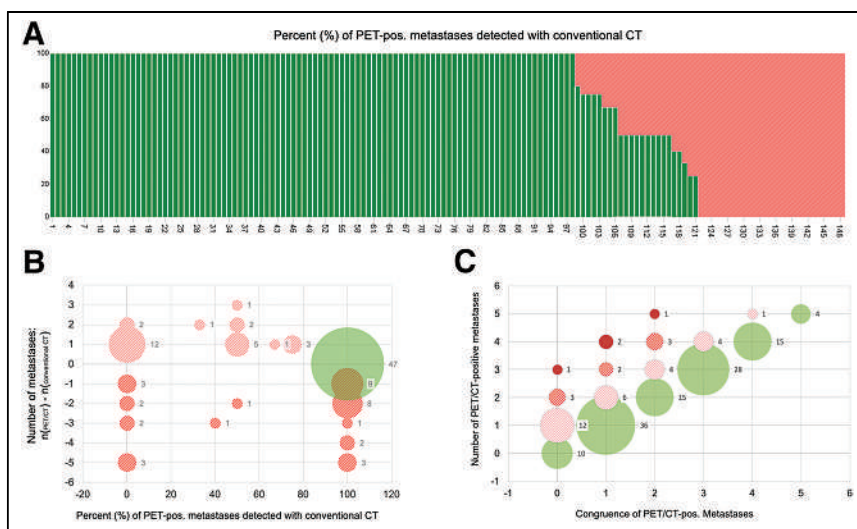 A
Percent (%) of PET-pos. metastases detected with conventional CT
100
80
60
40
20
0
1 4 7 10 13 16 19 22 25 28 31 34 37 40 43 46 49 52 55 58 61 64 67 70 73 76 79 82 85 88 91 94 97 100 103 106 109 112 115 118 121 124 127 130 133 136 139 142 145 148
B
Number of metastases:
n(PET/CT) - n(conventional CT)
4
3
2
1
0
-1
-2
-3
-4
-5
-6
1
2 1 2
12 5 1 3
47
3 9
2 1 8
2 1 1
2
3 3
-20 0 20 40 60 80 100 120
Percent (%) of PET-pos. metastases detected with conventional CT
C
Number of PET/CT-positive metastases
6
5
4
3
2
1
0
-1
1 1 4
2 3 15
1 2 28
3 6 15
12 36
10
-1 0 1 2 3 4 5 6
Congruence of PET/CT-pos. Metastases